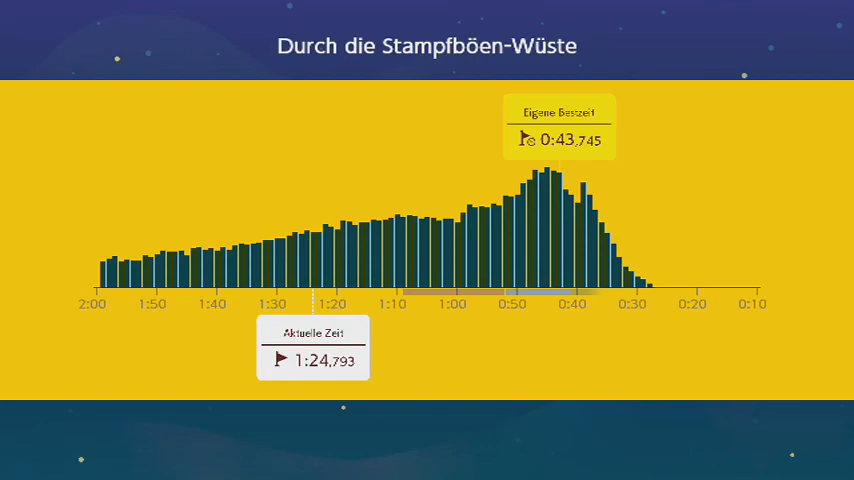 Durch die Stampfböen-Wüste
Eigene Bestzeit
0:43,745
2:00 1:50 1:40 1:30 1:20 1:10 1:00 0:50 0:40 0:30 0:20 0:10
Aktuelle Zeit
1:24,793